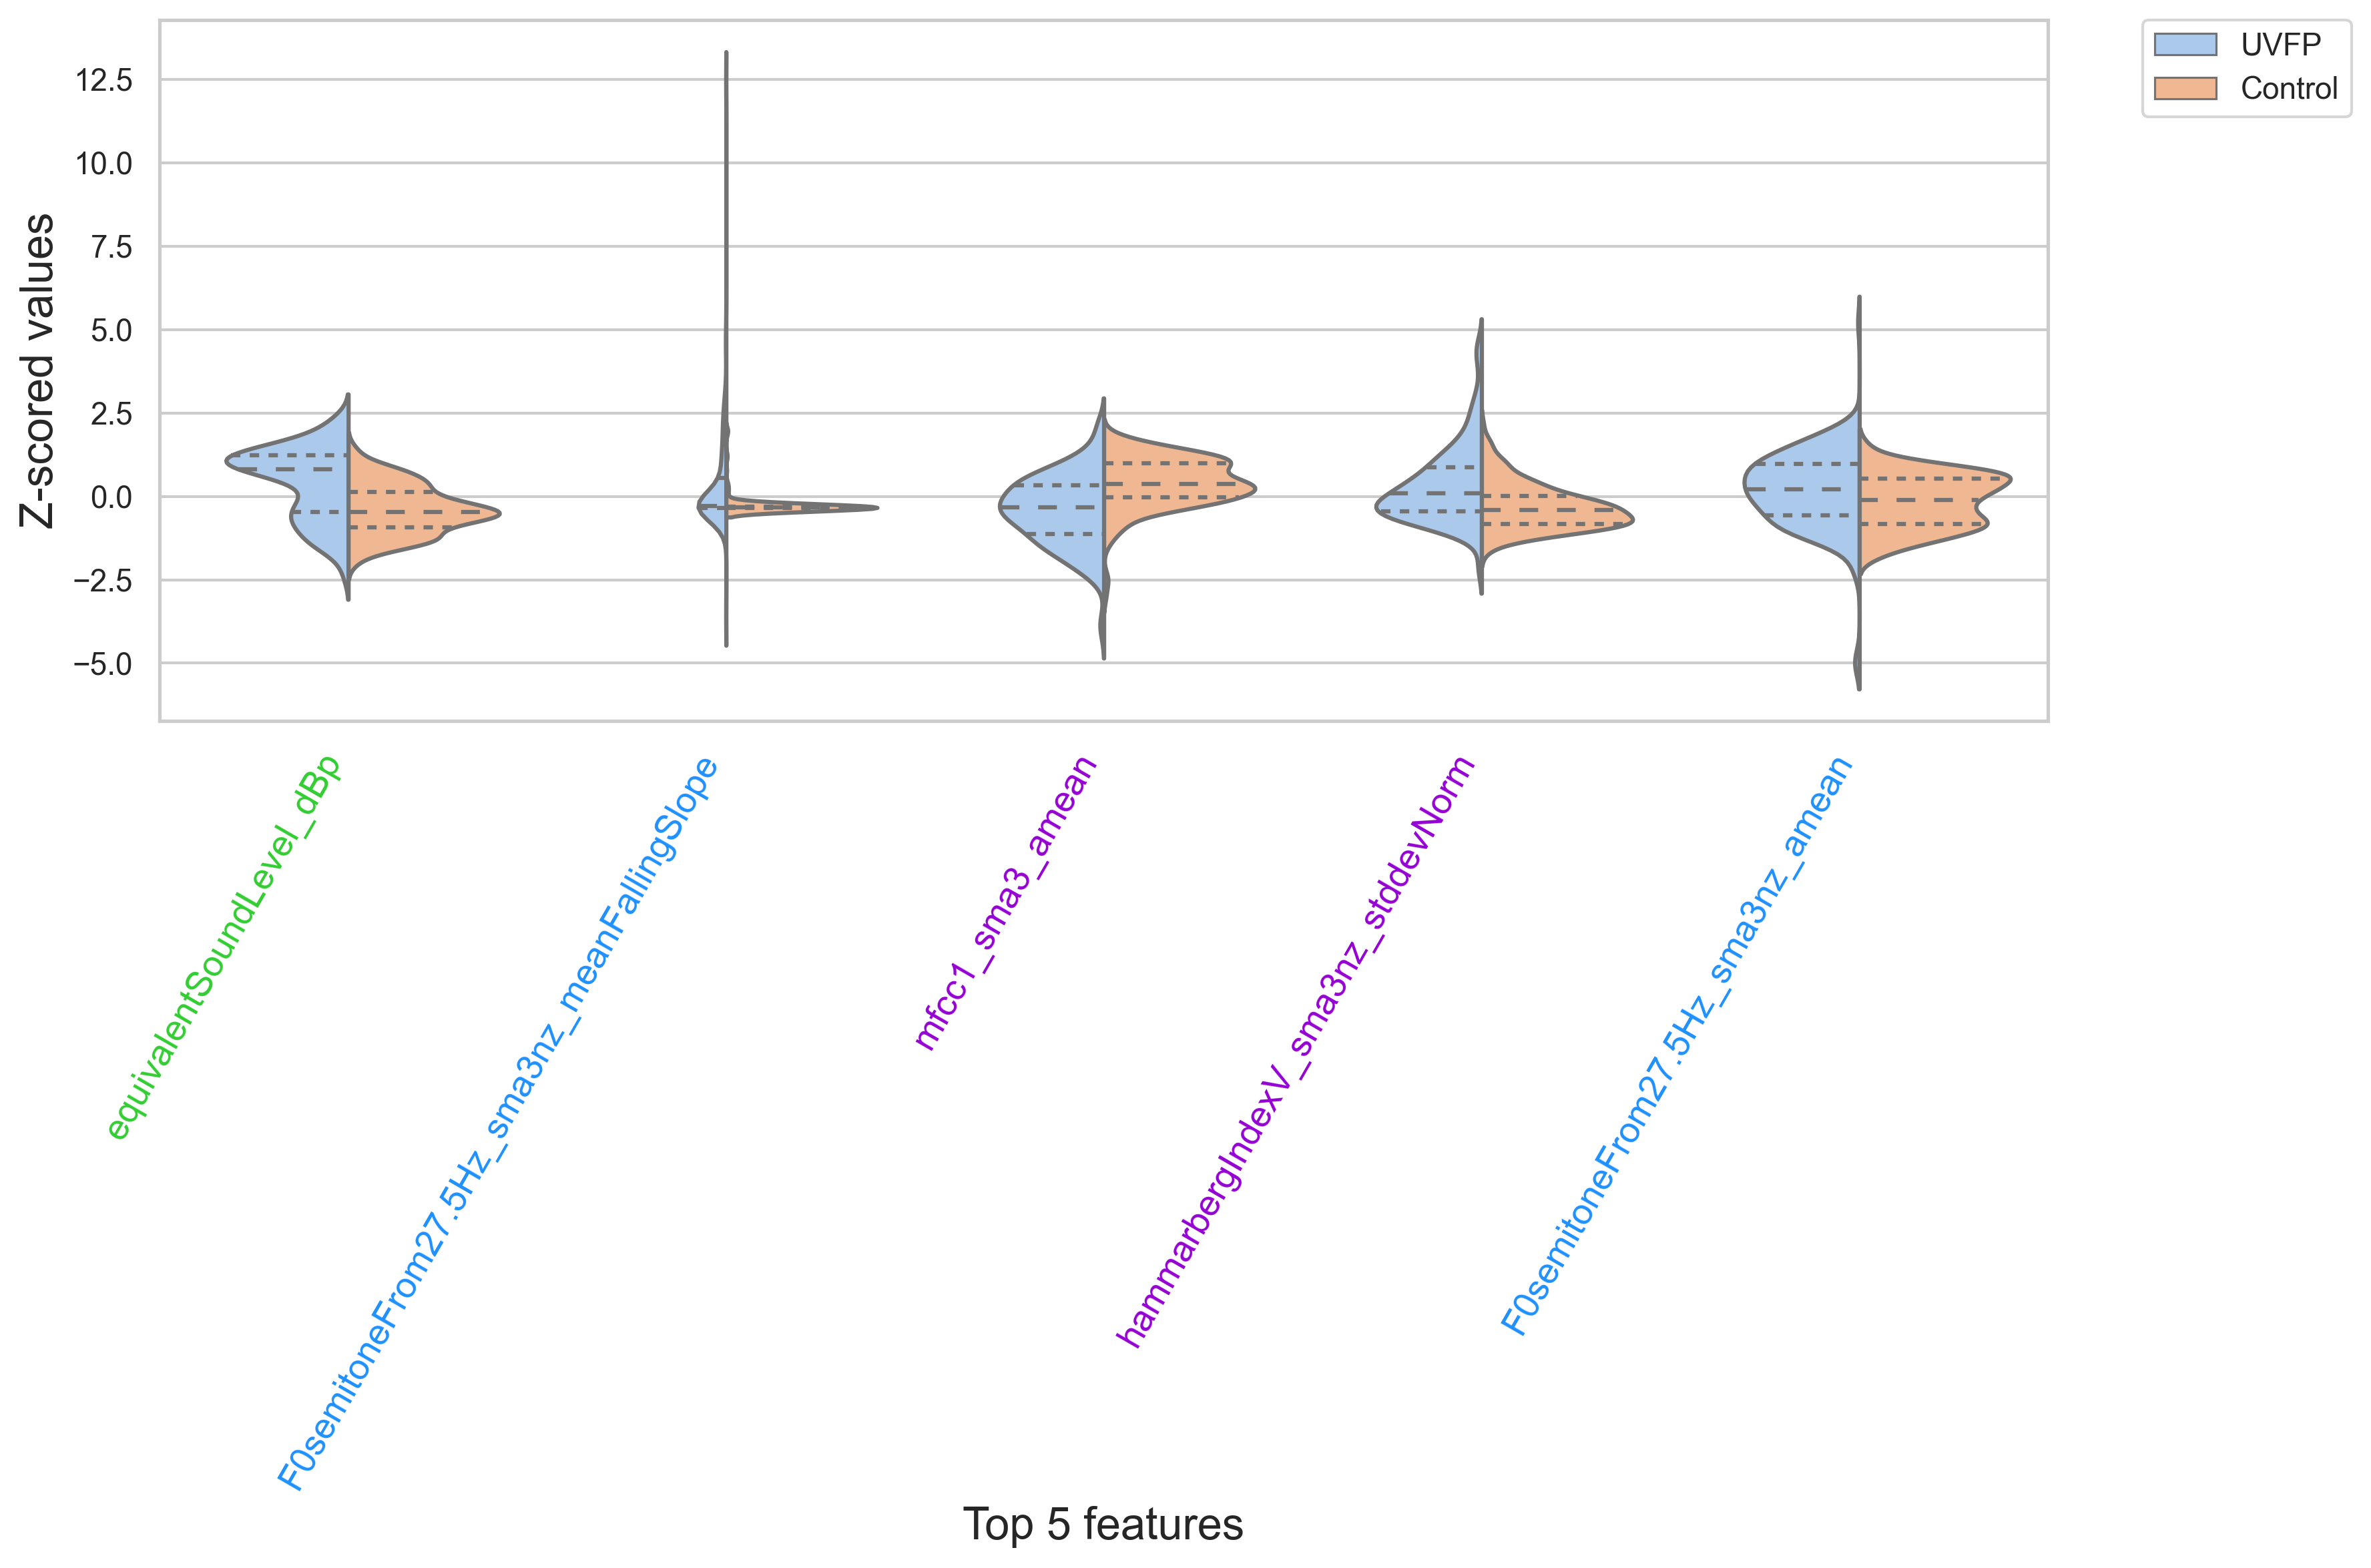 UVFP
Control
Z-scored values
12.5
10.0
7.5
5.0
2.5
0.0
−2.5
−5.0
equivalentSoundLevel_dBp
F0semitoneFrom27.5Hz_sma3nz_meanFallingSlope
mfcc1_sma3_amean
hammarbergIndexV_sma3nz_stddevNorm
F0semitoneFrom27.5Hz_sma3nz_amean
Top 5 features